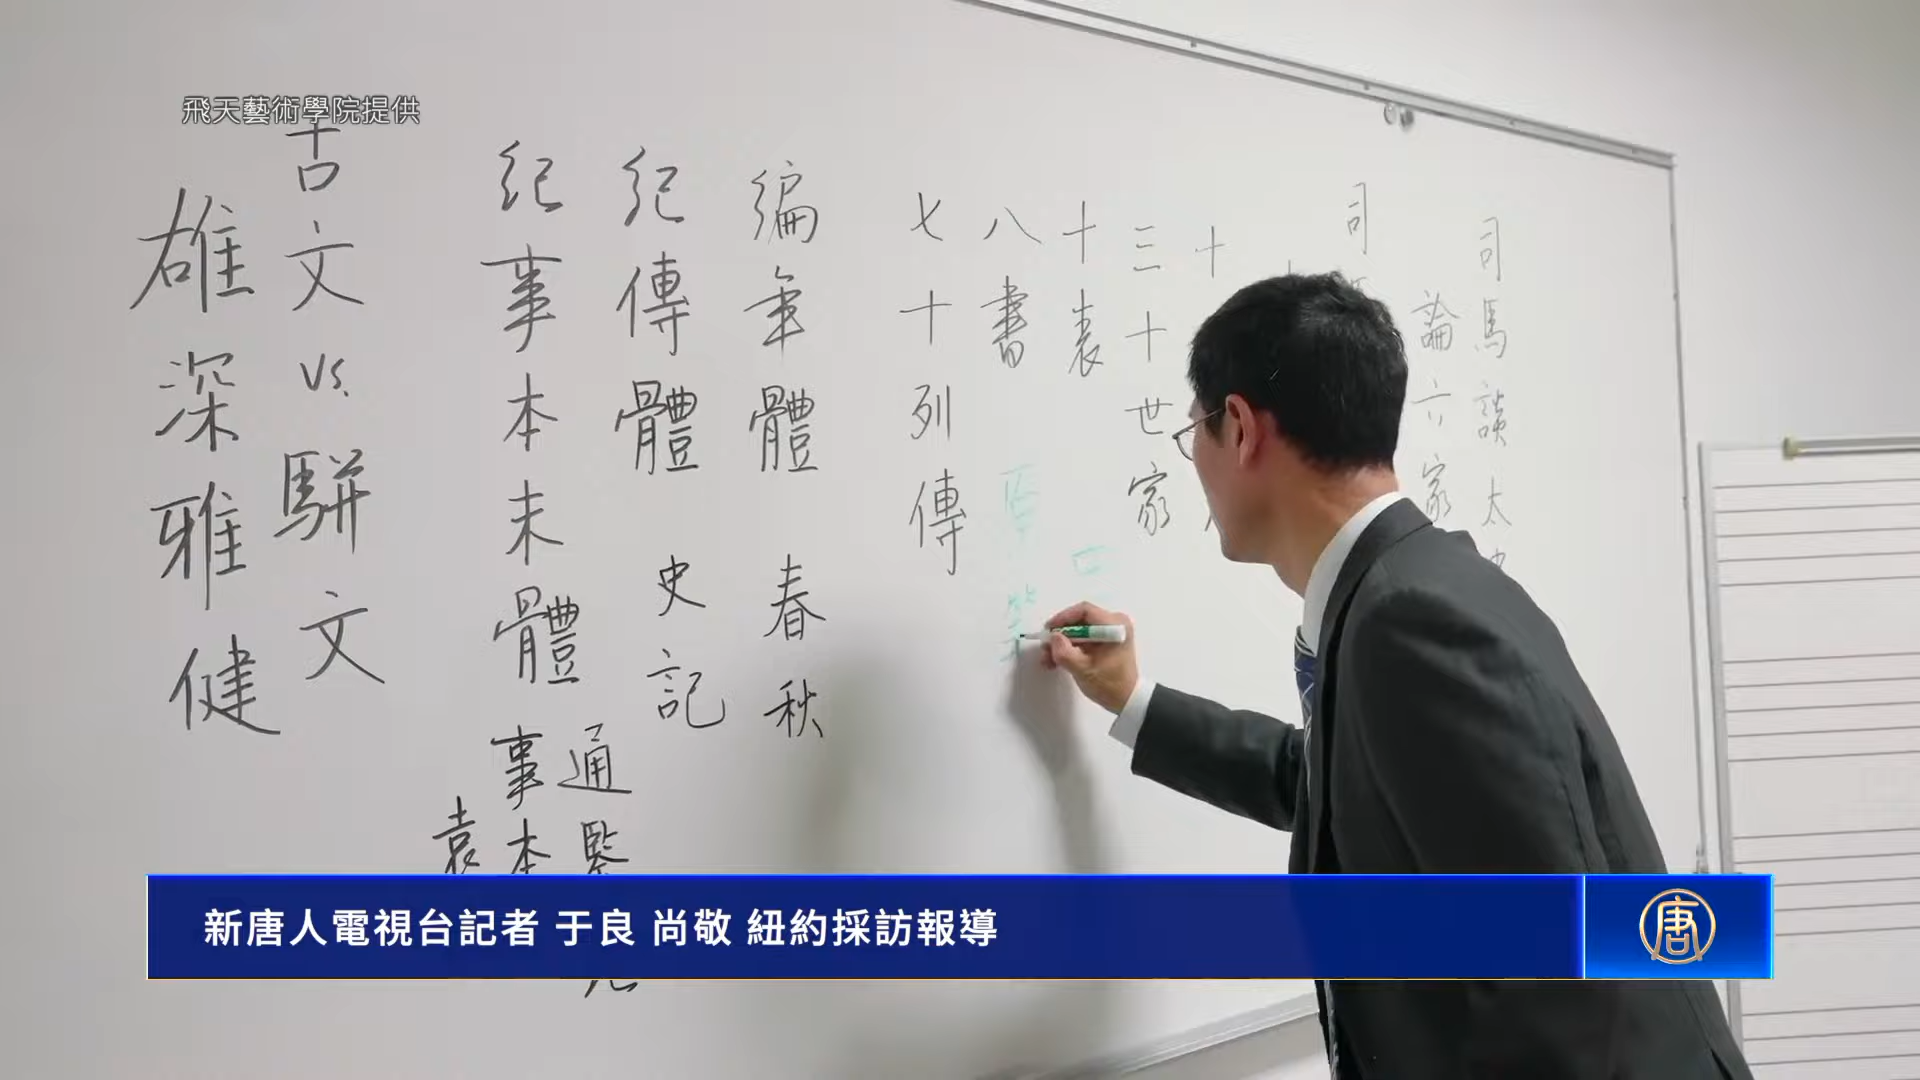 飛天藝術學院提供
司馬談太
論六家
司
十
三十世家
十表
八書
七十列傳
編年體 春秋
紀傳體 史記
紀事本末體
通鑒
事本
袁
古文 vs. 駢文
雄深雅健
新唐人電視台記者 于良 尚敬 紐約採訪報導
唐